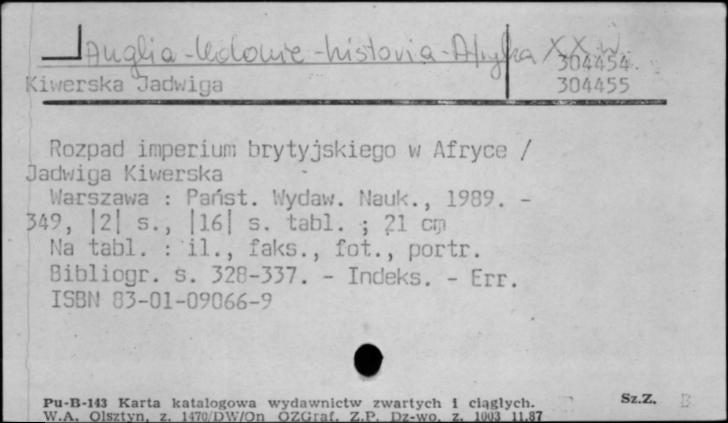 Anglia - kolonie - historia - Afryka XX w.
304454
Kiwerska Jadwiga 304455
Rozpad imperium brytyjskiego w Afryce /
Jadwiga Kiwerska
Warszawa : Państ. Wydaw. Nauk., 1989. -
349, |2| s., |16| s. tabl. ; 21 cm
Na tabl. : il., faks., fot., portr.
Bibliogr. s. 328-337. - Indeks. - Err.
ISBN 83-01-09066-9
Pu-B-143 Karta katalogowa wydawnictw zwartych i ciągłych. Sz.Z. B
W.A. Olsztyn, z. 1470/DW/On OZGraf. Z.P. Dz-wo, z. 1003 11.87